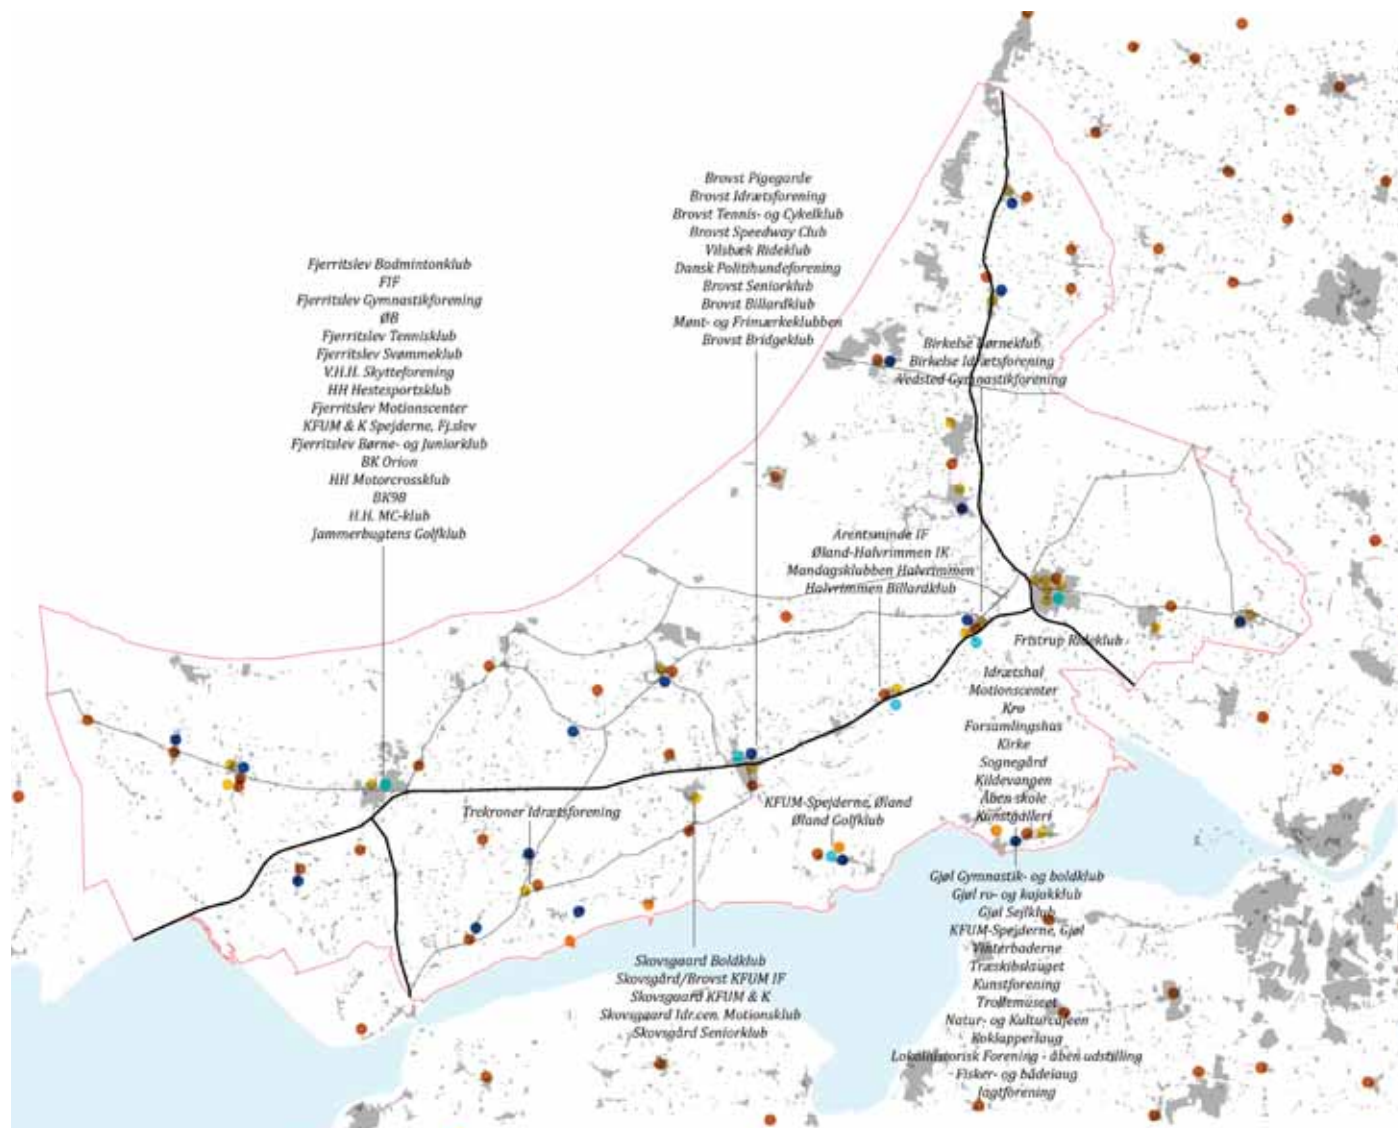 Brovst Pigegarde
Brovst Idrætsforening
Brovst Tennis- og Cykelklub
Brovst Speedway Club
Vilsbæk Rideklub
Dansk Politihundeforening
Brovst Seniorklub
Brovst Billardklub
Mønt- og Frimærkeklubben
Brovst Bridgeklub
Fjerritslev Badmintonklub
FIF
Fjerritslev Gymnastikforening
ØB
Fjerritslev Tennisklub
Fjerritslev Svømmeklub
V.H.H. Skytteforening
HH Hestesportsklub
Fjerritslev Motionscenter
KFUM & K Spejderne, Fj.slev
Fjerritslev Børne- og Juniorklub
BK Orion
HH Motorcrossklub
BK98
H.H. MC-klub
Jammerbugtens Golfklub
Birkelse Børneklub
Birkelse Idrætsforening
Vedsted Gymnastikforening
Arentsminde IF
Øland-Halvrimmen IK
Mandagsklubben Halvrimmen
Halvrimmen Billardklub
Fristrup Rideklub
Idrætshal
Motionscenter
Kro
Forsamlingshus
Kirke
Sognegård
Kildevangen
Åben skole
Kunstgalleri
Trekroner Idrætsforening
KFUM-Spejderne, Øland
Øland Golfklub
Gjøl Gymnastik- og boldklub
Gjøl ro- og kajakklub
Gjøl Sejlklub
KFUM-Spejderne, Gjøl
Vinterbaderne
Træskibslauget
Kunstforening
Troldemuseet
Natur- og Kulturcafeen
Koklapperlaug
Lokalhistorisk Forening - åben udstilling
Fisker- og bådelaug
Jagtforening
Skovsgaard Boldklub
Skovsgård/Brovst KFUM IF
Skovsgaard KFUM & K
Skovsgaard Idr.cen. Motionsklub
Skovsgård Seniorklub